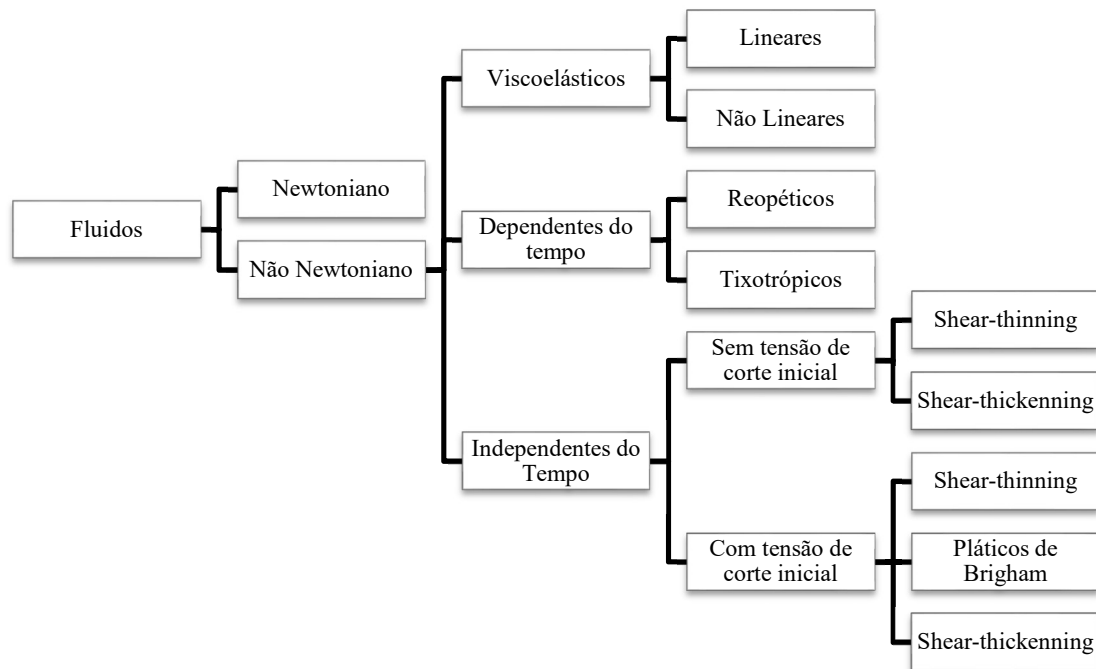 Lineares
Viscoelásticos
Não Lineares
Newtoniano
Reopéticos
Fluidos
Dependentes do
tempo
Não Newtoniano
Tixotrópicos
Shear-thinning
Sem tensão de
corte inicial
Shear-thickenning
Independentes do
Tempo
Shear-thinning
Com tensão de
corte inicial
Pláticos de
Brigham
Shear-thickenning